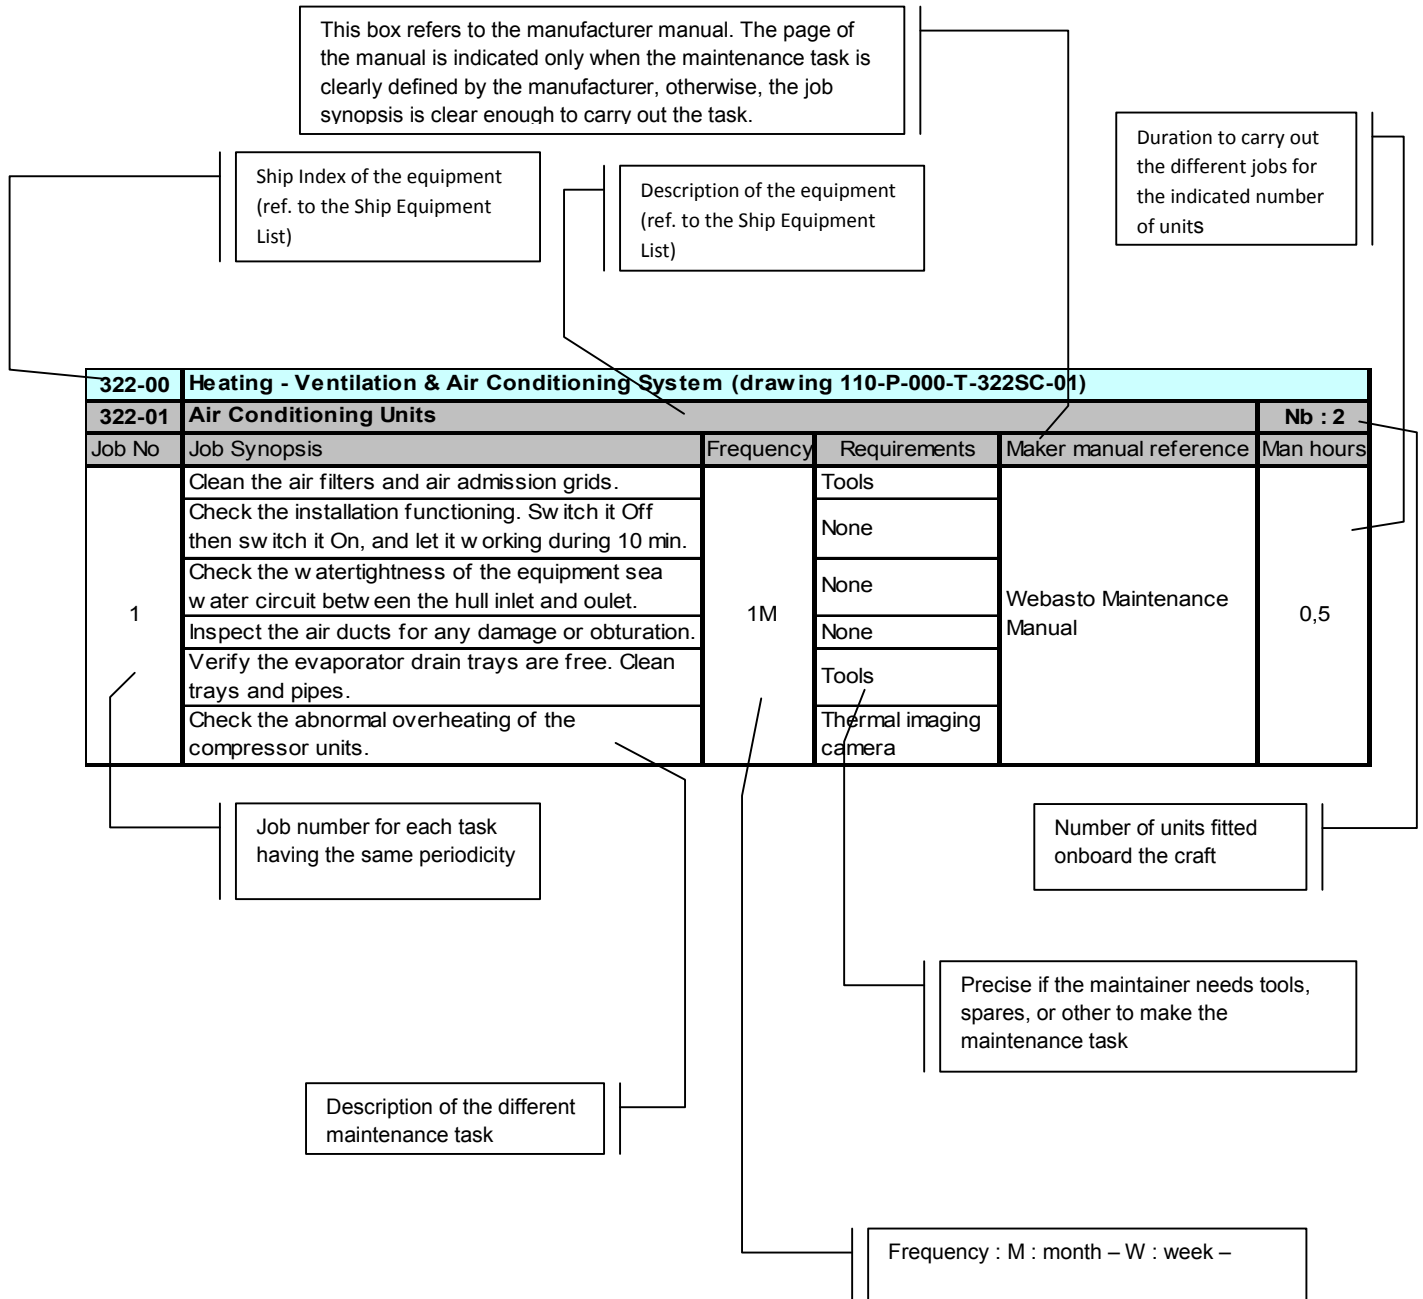 This box refers to the manufacturer manual. The page of
the manual is indicated only when the maintenance task is
clearly defined by the manufacturer, otherwise, the job
synopsis is clear enough to carry out the task.
Duration to carry out
the different jobs for
the indicated number
of units
Ship Index of the equipment
(ref. to the Ship Equipment
List)
Description of the equipment
(ref. to the Ship Equipment
List)
322-00 Heating - Ventilation & Air Conditioning System (drawing 110-P-000-T-322SC-01)
322-01 Air Conditioning Units Nb : 2
Job No Job Synopsis Frequency Requirements Maker manual reference Man hours
Clean the air filters and air admission grids. Tools
Check the installation functioning. Switch it Off
then switch it On, and let it working during 10 min.
None
Check the watertightness of the equipment sea
water circuit between the hull inlet and oulet.
None
1
1M
Webasto Maintenance
Manual
0,5
Inspect the air ducts for any damage or obturation. None
Verify the evaporator drain trays are free. Clean
trays and pipes.
Tools
Check the abnormal overheating of the
compressor units.
Thermal imaging
camera
Job number for each task
having the same periodicity
Number of units fitted
onboard the craft
Precise if the maintainer needs tools,
spares, or other to make the
maintenance task
Description of the different
maintenance task
Frequency : M : month – W : week –